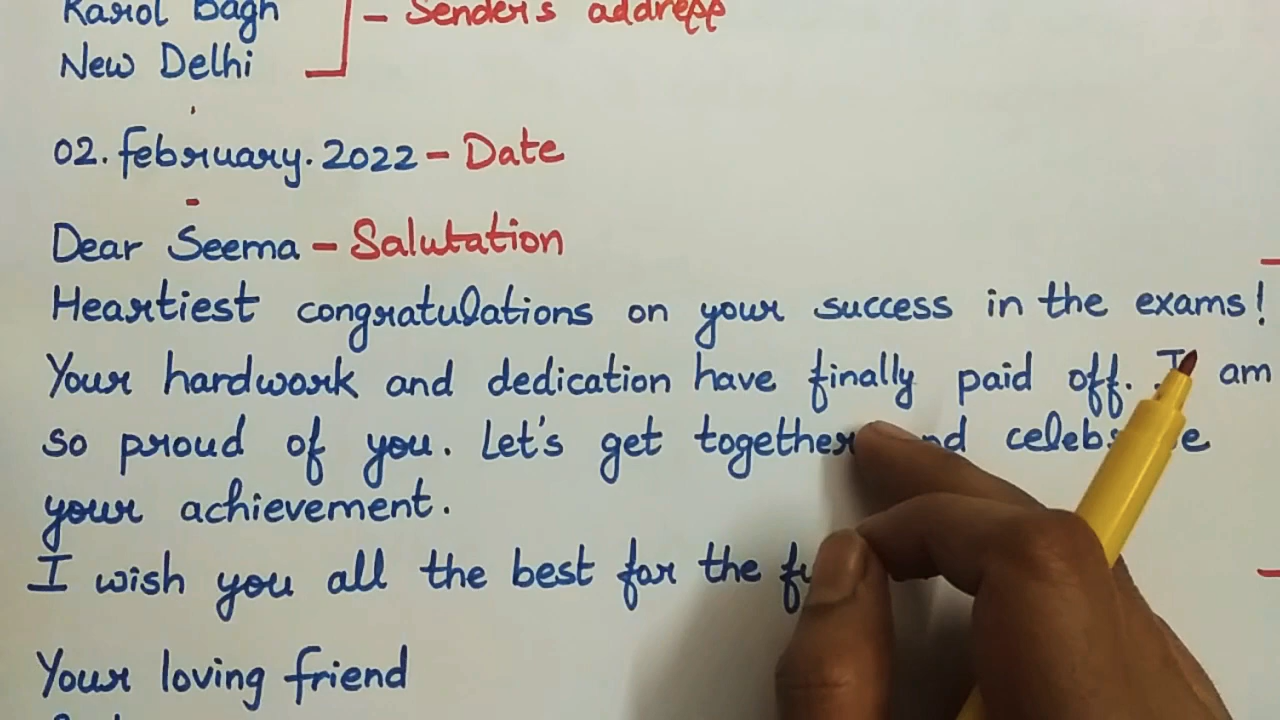 Karol Bagh - Sender's address
New Delhi
02. february. 2022 - Date
Dear Seema - Salutation
Heartiest congratulations on your success in the exams!
Your hardwork and dedication have finally paid off. I am
so proud of you. Let's get together
your achievement.
I wish you all the best for the
Your loving friend